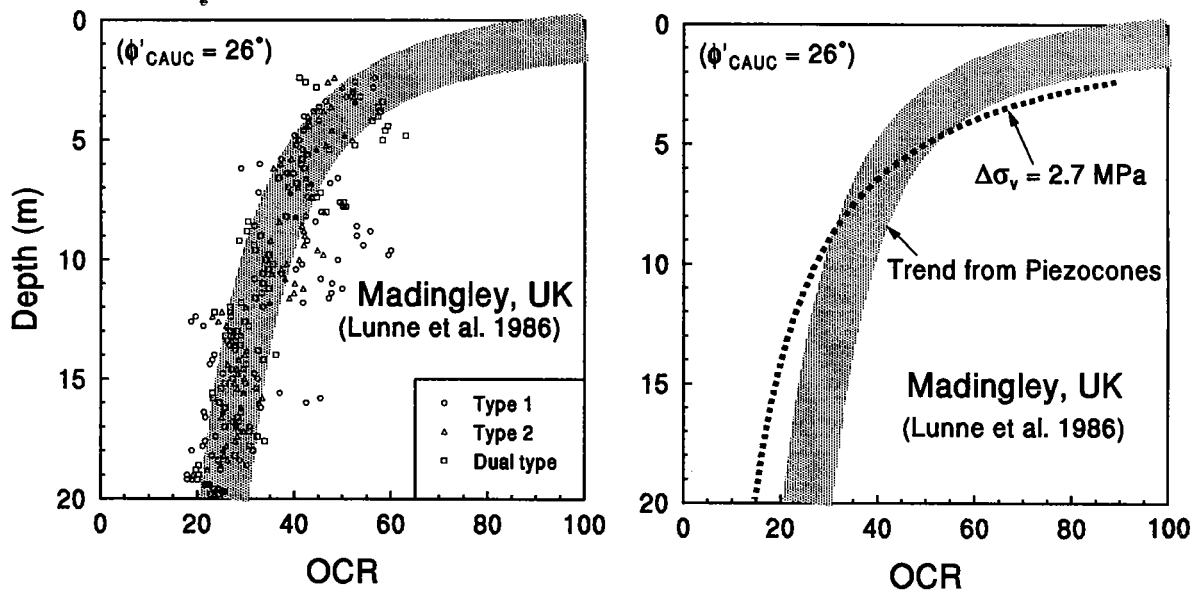 (ϕ'CAUC = 26°)
Madingley, UK
(Lunne et al. 1986)
Type 1
Type 2
Dual type
Depth (m)
0
5
10
15
20
0 20 40 60 80 100
OCR
(ϕ'CAUC = 26°)
Δσv = 2.7 MPa
Trend from Piezocones
Madingley, UK
(Lunne et al. 1986)
0
5
10
15
20
0 20 40 60 80 100
OCR